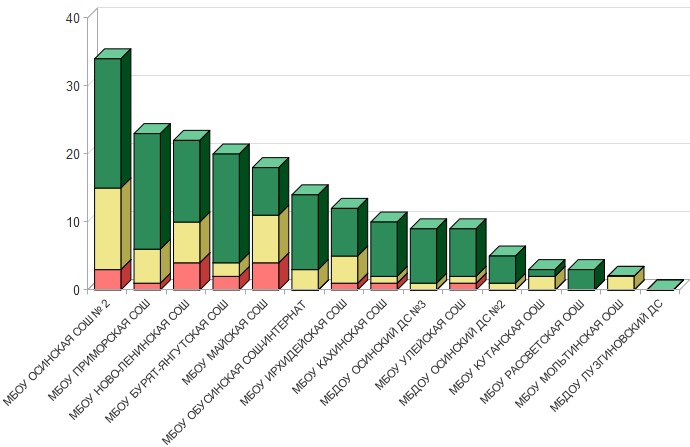 40
30
20
10
0
МБОУ ОСИНСКАЯ СОШ № 2
МБОУ ПРИМОРСКАЯ СОШ
МБОУ НОВО-ЛЕНИНСКАЯ СОШ
МБОУ БУРЯТ-ЯНГУТСКАЯ СОШ
МБОУ МАЙСКАЯ СОШ
МБОУ ОБУСИНСКАЯ СОШ-ИНТЕРНАТ
МБОУ ИРХИДЕЙСКАЯ СОШ
МБОУ КАХИНСКАЯ СОШ
МБДОУ ОСИНСКИЙ ДС №3
МБОУ УЛЕЙСКАЯ СОШ
МБДОУ ОСИНСКИЙ ДС №2
МБОУ КУТАНСКАЯ ООШ
МБОУ РАССВЕТСКАЯ ООШ
МБОУ МОЛЬТИНСКАЯ ООШ
МБДОУ ЛУЗГИНОВСКИЙ ДС